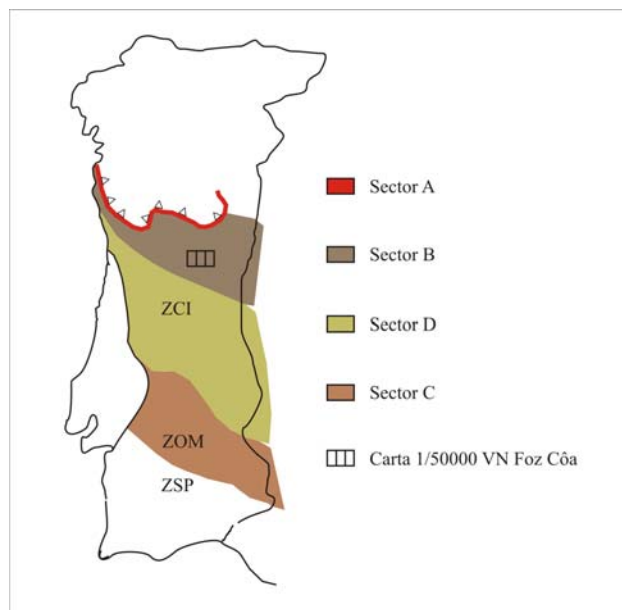 Sector A
Sector B
ZCI
Sector D
Sector C
ZOM
Carta 1/50000 VN Foz Côa
ZSP